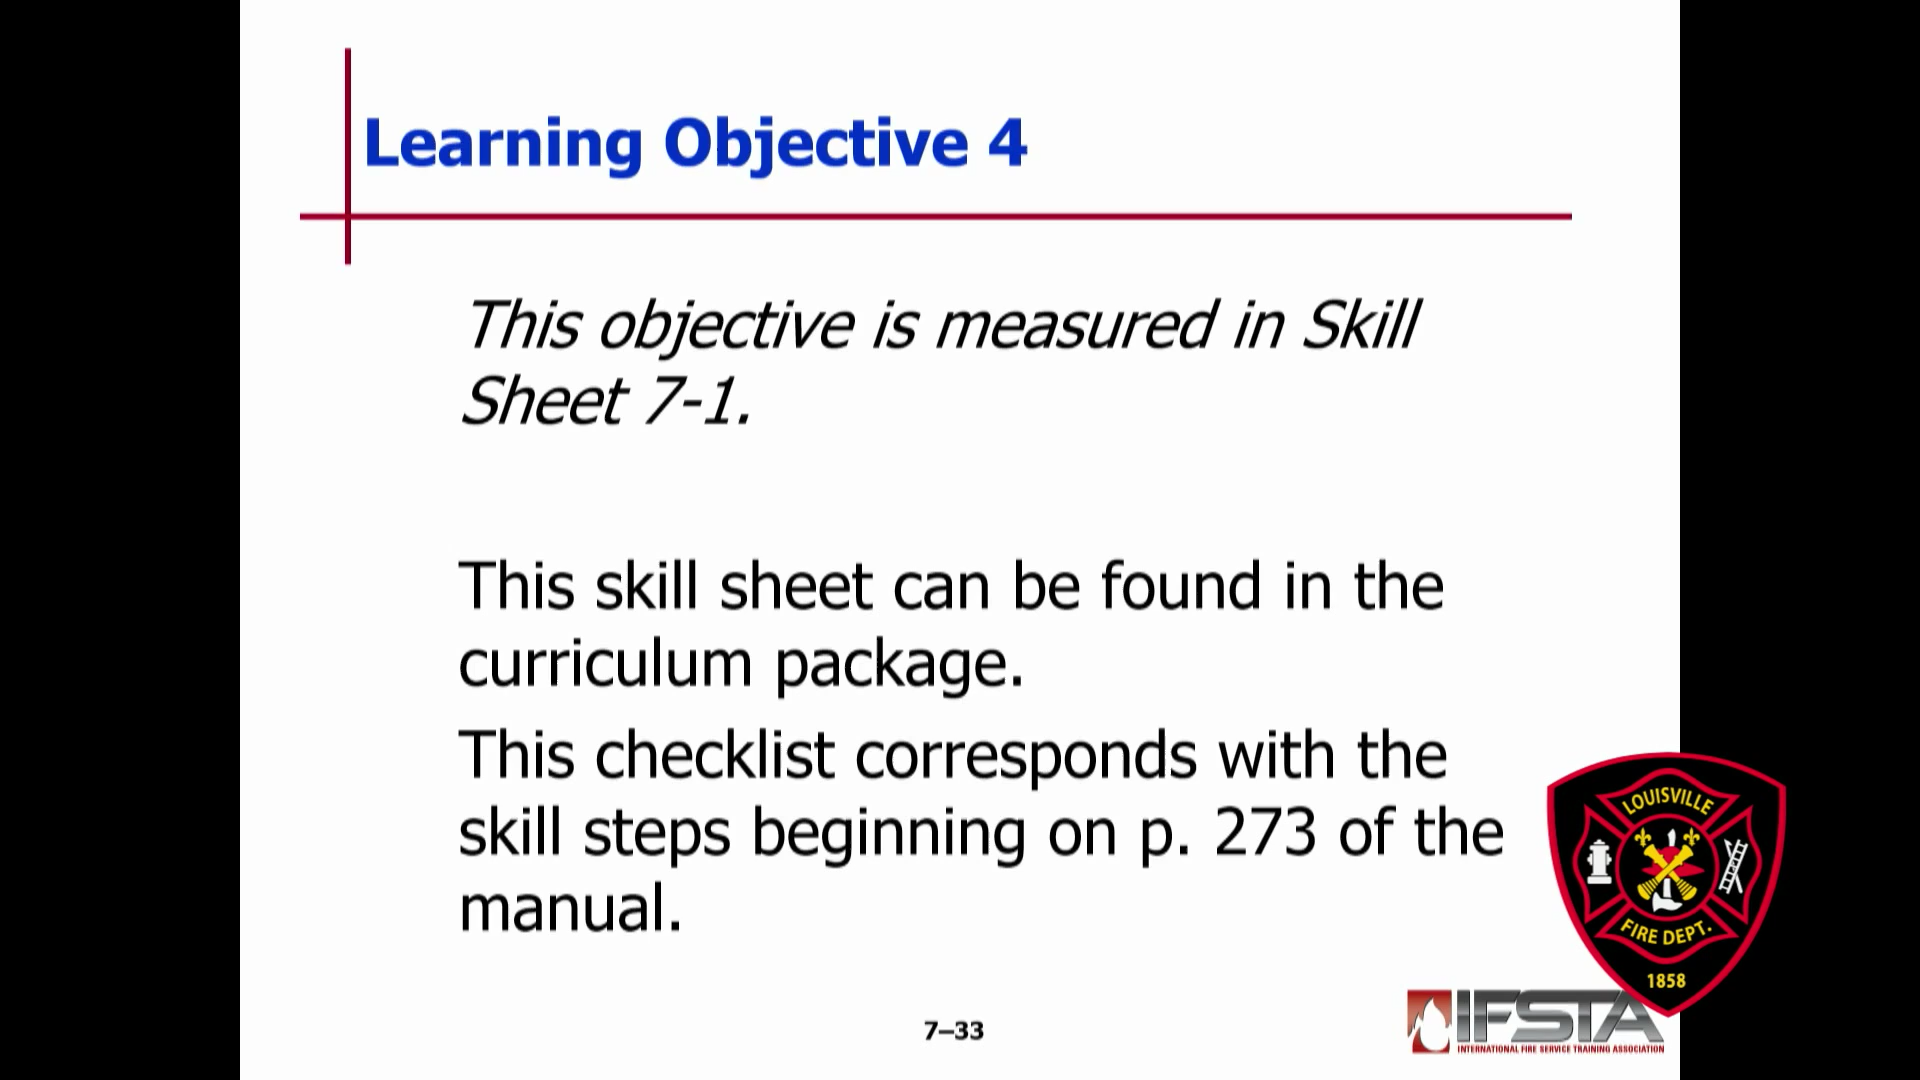 Learning Objective 4
This objective is measured in Skill
Sheet 7-1.
This skill sheet can be found in the
curriculum package.
This checklist corresponds with the
skill steps beginning on p. 273 of the
manual.
LOUISVILLE
FIRE DEPT.
1858
7–33
IFSTA
INTERNATIONAL FIRE SERVICE TRAINING ASSOCIATION